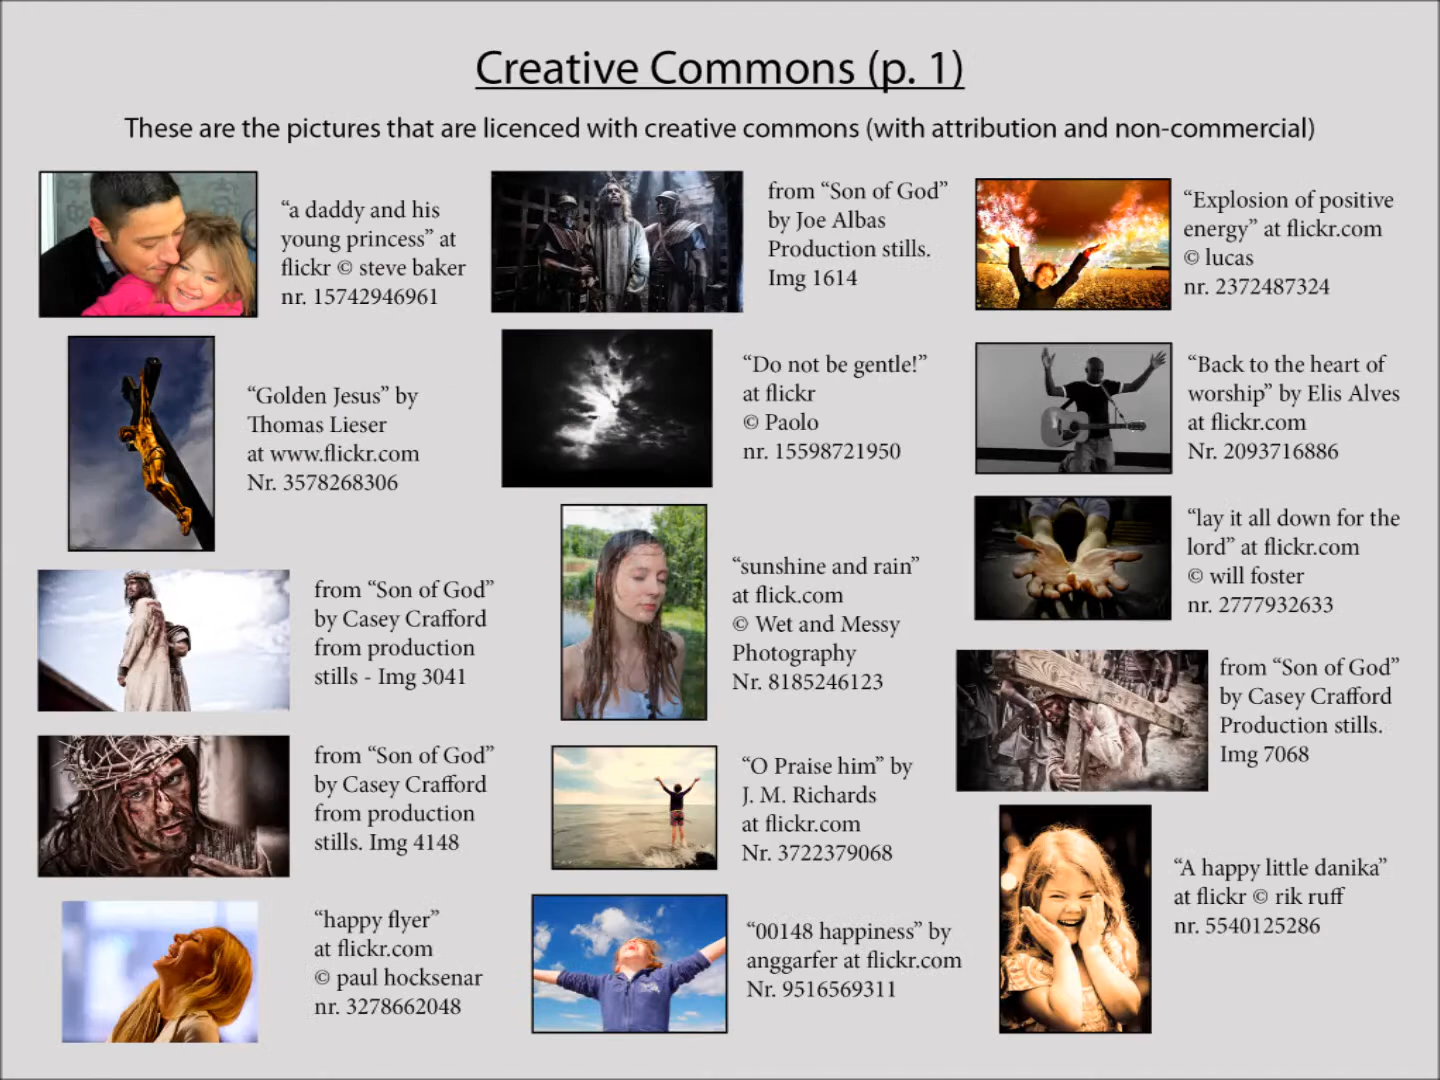 Creative Commons (p. 1)
These are the pictures that are licenced with creative commons (with attribution and non-commercial)
“a daddy and his
young princess” at
flickr © steve baker
nr. 15742946961
“Golden Jesus” by
Thomas Lieser
at www.flickr.com
Nr. 3578268306
from “Son of God”
by Casey Crafford
from production
stills - Img 3041
from “Son of God”
by Casey Crafford
from production
stills. Img 4148
“happy flyer”
at flickr.com
© paul hocksenar
nr. 3278662048
from “Son of God”
by Joe Albas
Production stills.
Img 1614
“Do not be gentle!”
at flickr
© Paolo
nr. 15598721950
“sunshine and rain”
at flick.com
© Wet and Messy
Photography
Nr. 8185246123
“O Praise him” by
J. M. Richards
at flickr.com
Nr. 3722379068
“00148 happiness” by
anggarfer at flickr.com
Nr. 9516569311
“Explosion of positive
energy” at flickr.com
© lucas
nr. 2372487324
“Back to the heart of
worship” by Elis Alves
at flickr.com
Nr. 2093716886
“lay it all down for the
lord” at flickr.com
© will foster
nr. 2777932633
from “Son of God”
by Casey Crafford
Production stills.
Img 7068
“A happy little danika”
at flickr © rik ruff
nr. 5540125286